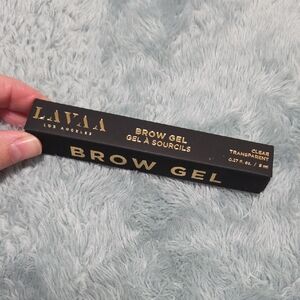 LAVAA
LOS ANGELES
BROW GEL
GEL À SOURCILS
CLEAR
TRANSPARENT
0.17 fl. oz. / 5 ml
BROW GEL